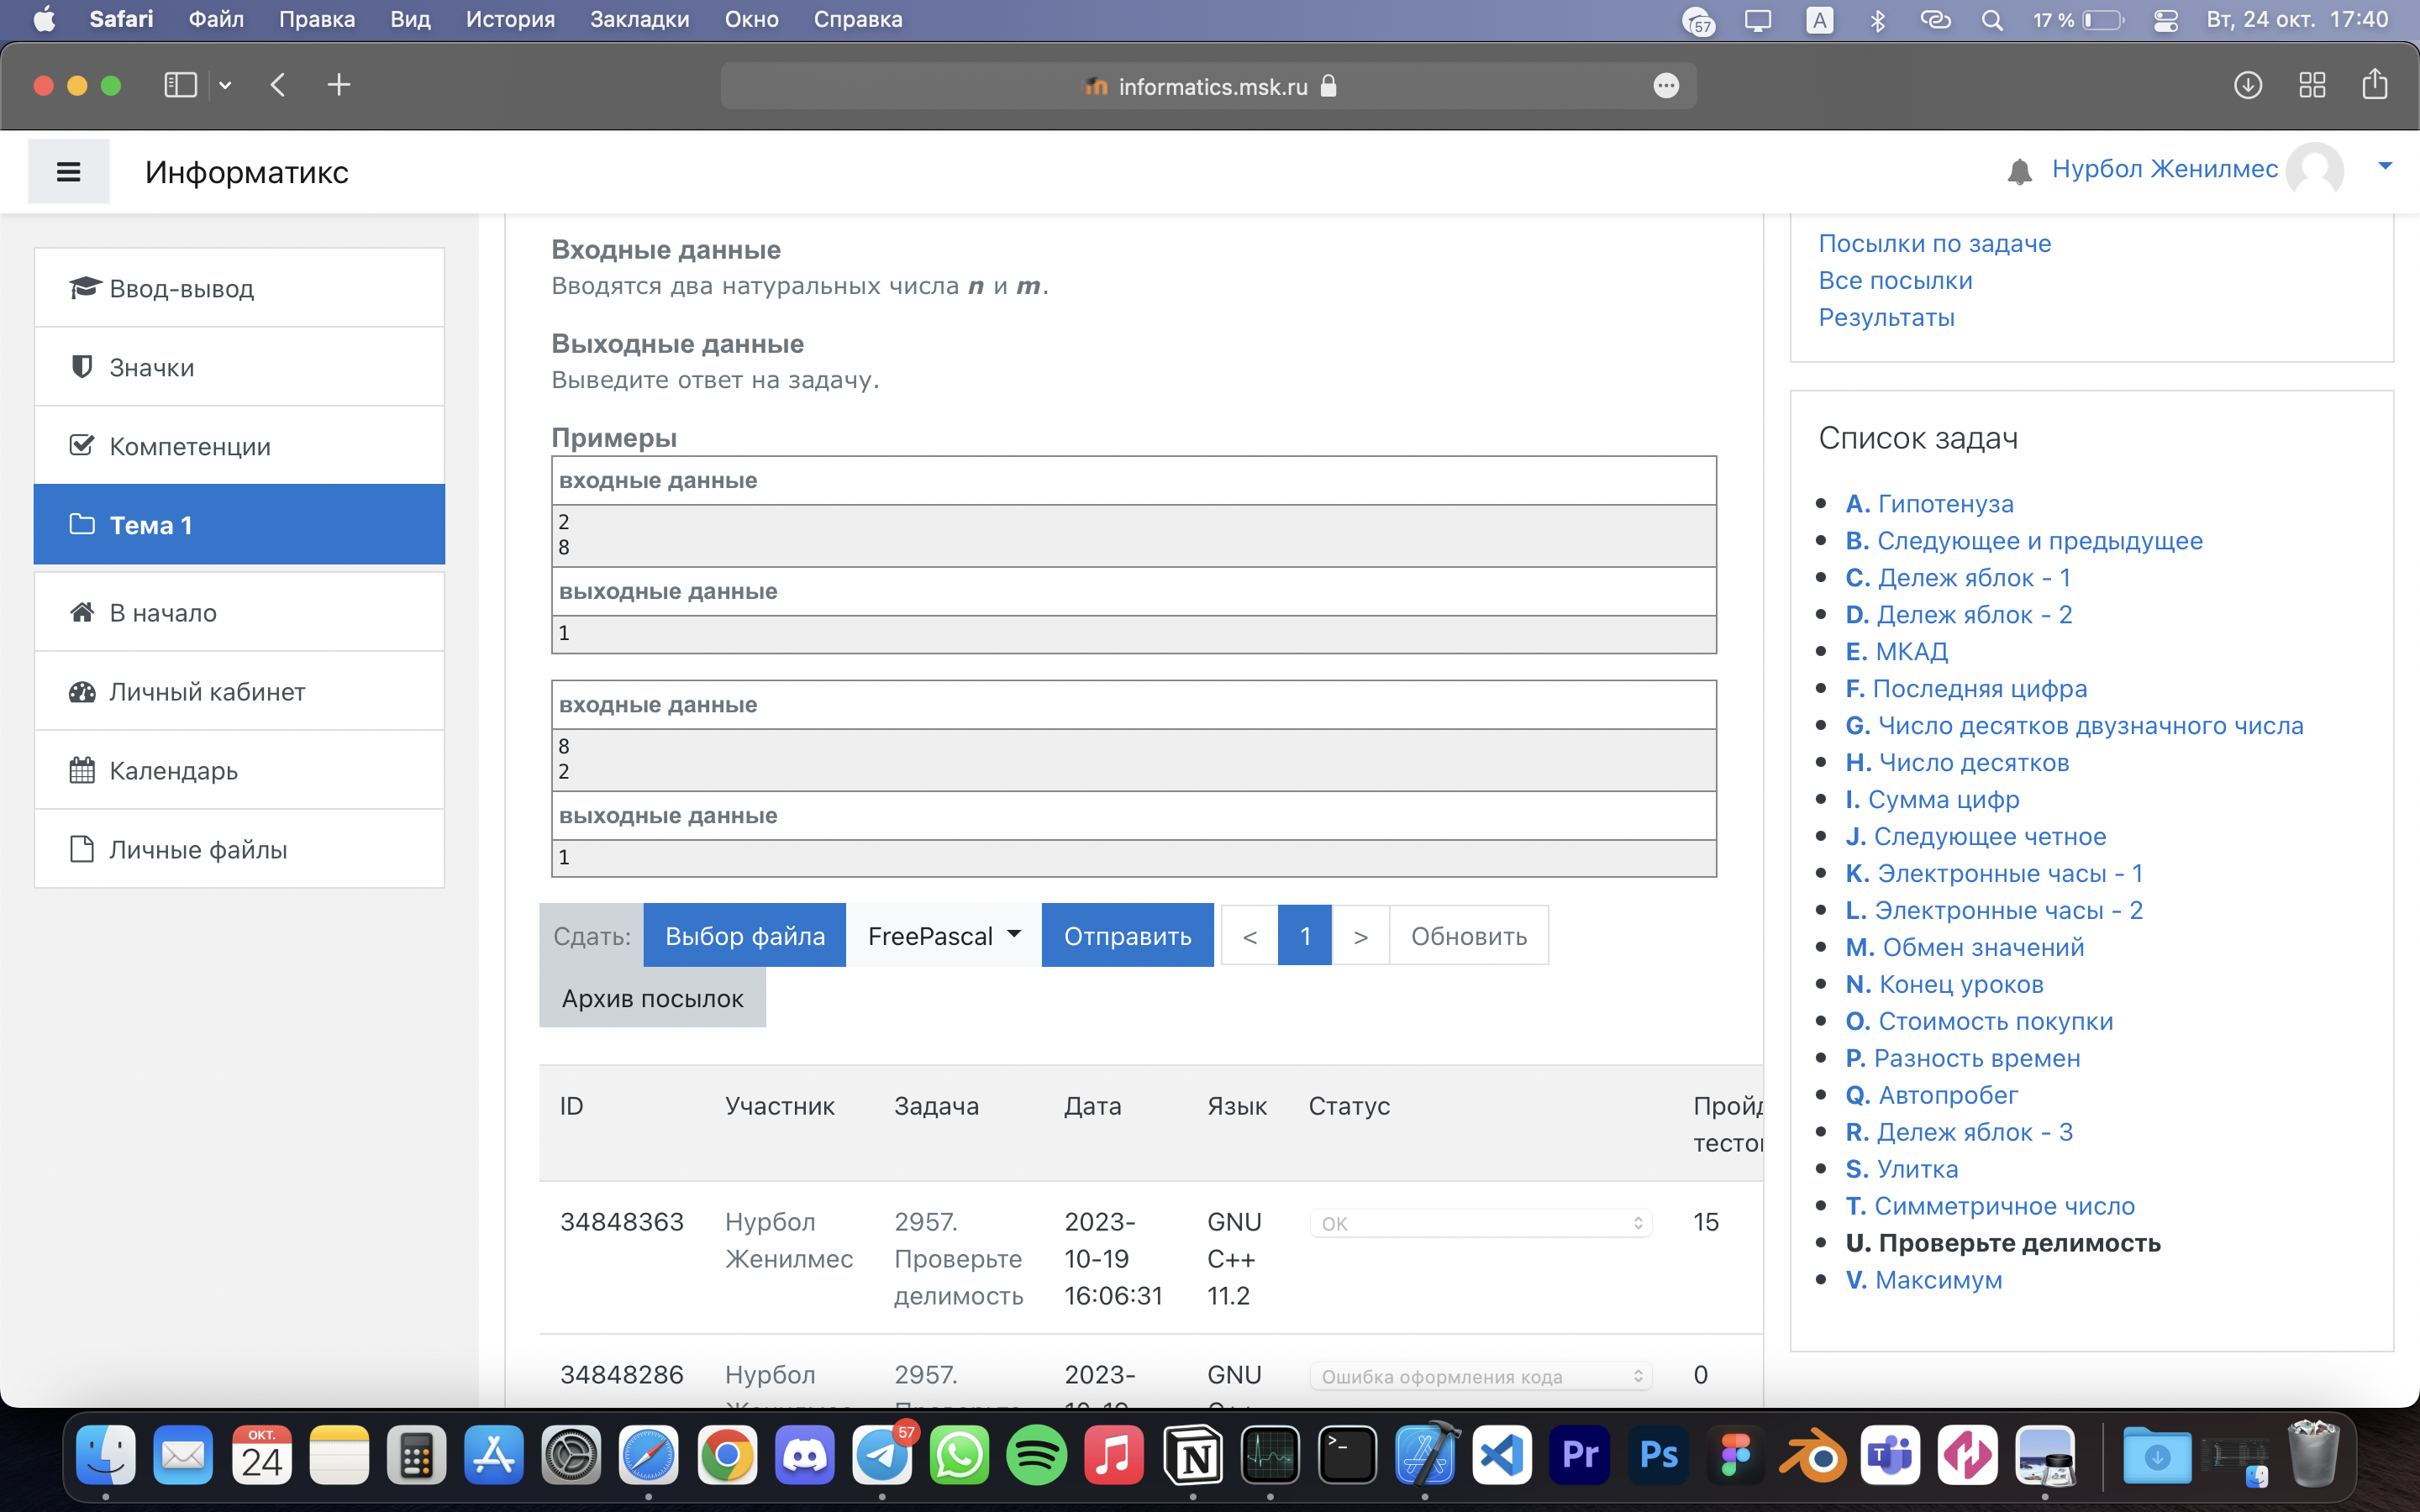 Safari Файл Правка Вид История Закладки Окно Справка 57 A 17 % Вт, 24 окт. 17:40
informatics.msk.ru
Информатикс
Нурбол Женилмес
Ввод-вывод
Значки
Компетенции
Тема 1
В начало
Личный кабинет
Календарь
Личные файлы
Входные данные
Вводятся два натуральных числа n и m.
Выходные данные
Выведите ответ на задачу.
Примеры
входные данные
2
8
выходные данные
1
входные данные
8
2
выходные данные
1
Сдать: Выбор файла FreePascal Отправить < 1 > Обновить
Архив посылок
ID Участник Задача Дата Язык Статус
34848363 Нурбол 2957. 2023- GNU OK 15
Женилмес Проверьте 10-19 C++
делимость 16:06:31 11.2
34848286 Нурбол 2957. 2023- GNU Ошибка оформления кода 0
Посылки по задаче
Все посылки
Результаты
Список задач
A. Гипотенуза
B. Следующее и предыдущее
C. Дележ яблок - 1
D. Дележ яблок - 2
E. МКАД
F. Последняя цифра
G. Число десятков двузначного числа
H. Число десятков
I. Сумма цифр
J. Следующее четное
K. Электронные часы - 1
L. Электронные часы - 2
M. Обмен значений
N. Конец уроков
O. Стоимость покупки
P. Разность времен
Q. Автопробег
R. Дележ яблок - 3
S. Улитка
T. Симметричное число
U. Проверьте делимость
V. Максимум
ОКТ.
24
57
Pr
Ps